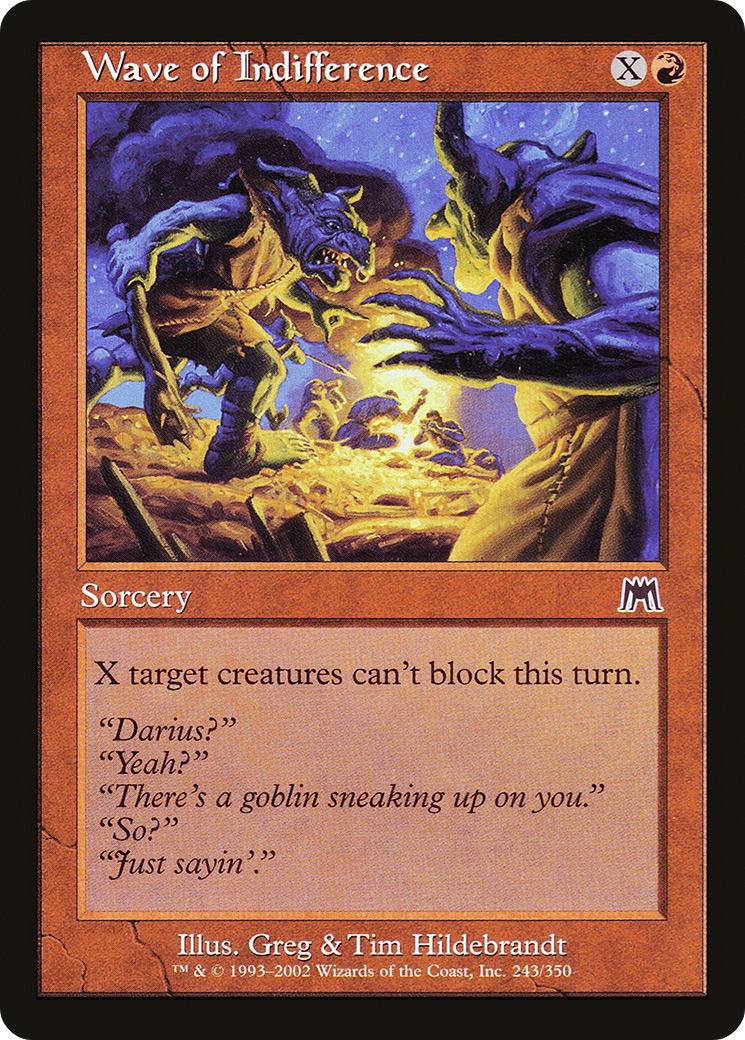 Wave of Indifference X
Sorcery
X target creatures can't block this turn.
"Darius?"
"Yeah?"
"There's a goblin sneaking up on you."
"So?"
"Just sayin'."
Illus. Greg & Tim Hildebrandt
™ & © 1993–2002 Wizards of the Coast, Inc. 243/350